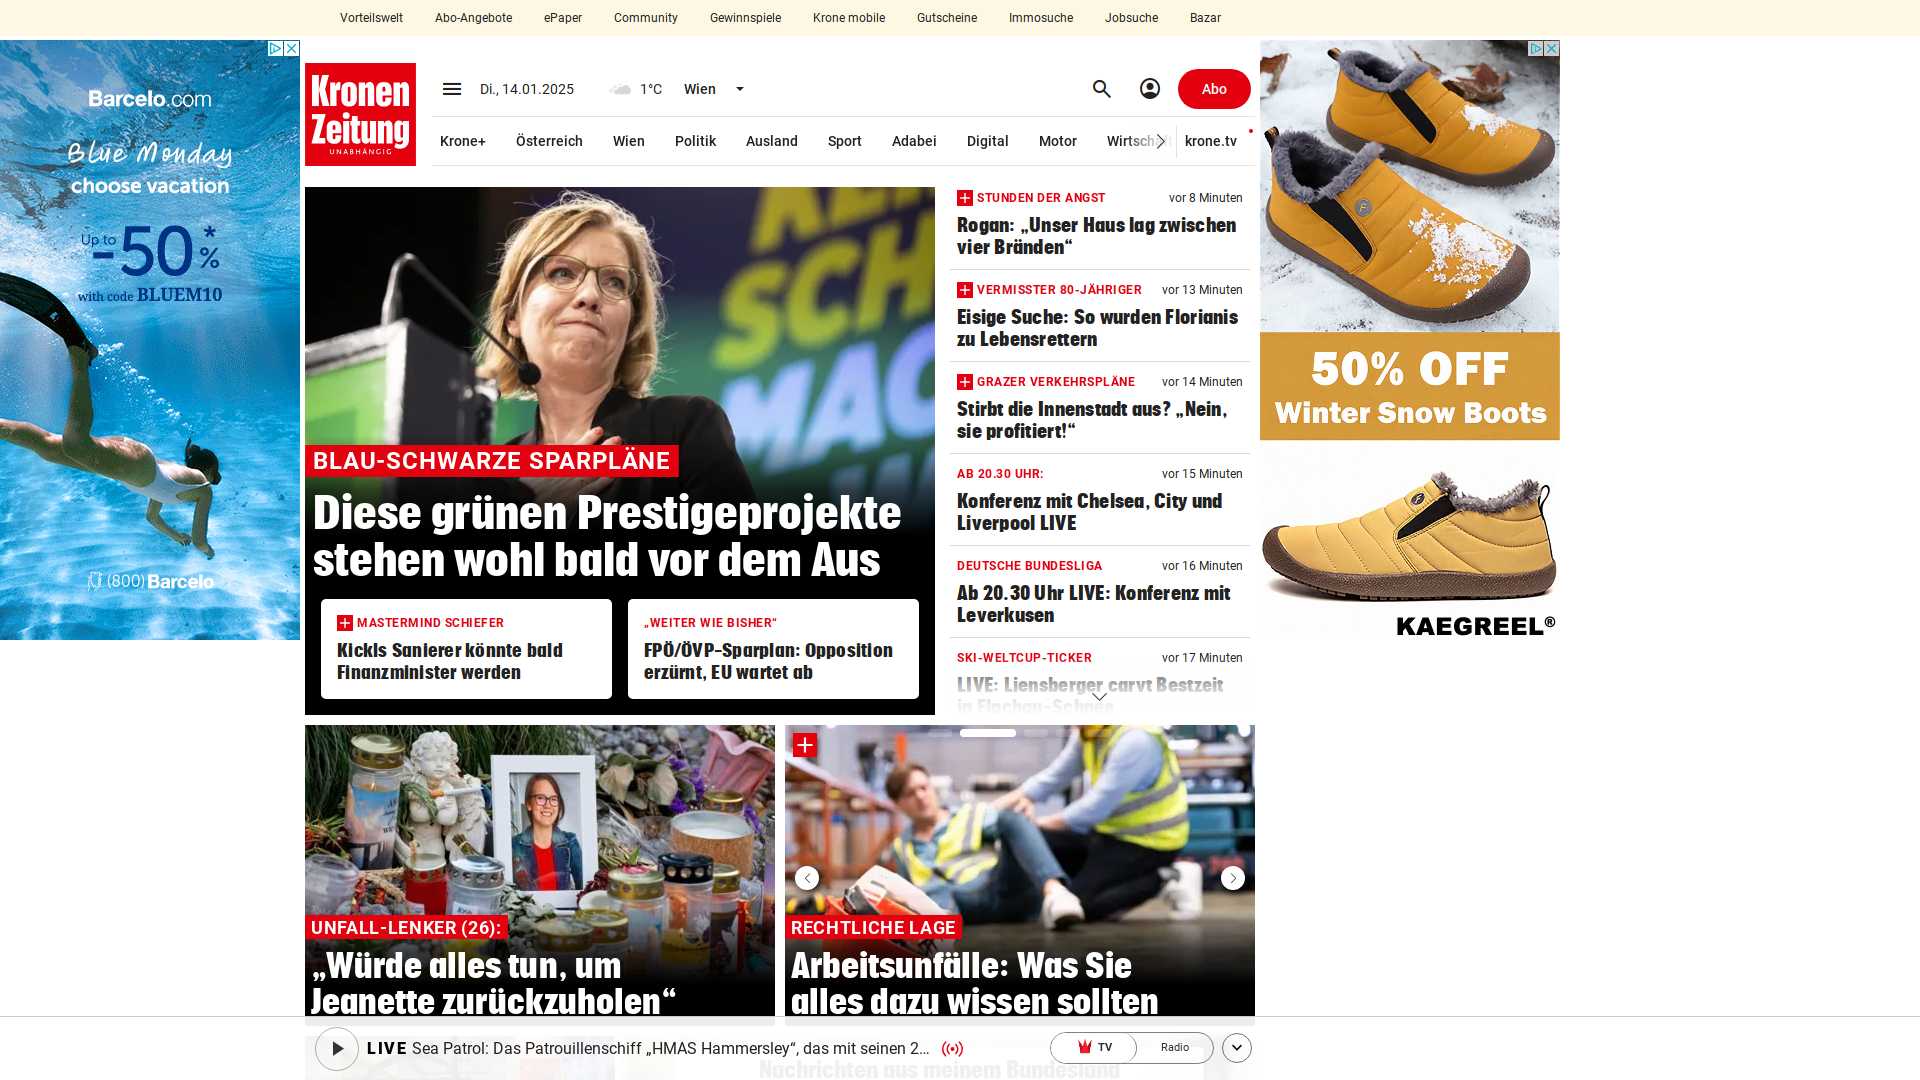 Vorteilswelt
Abo-Angebote
ePaper
Community
Gewinnspiele
Krone mobile
Gutscheine
Immosuche
Jobsuche
Bazar
Barcelo.com
Blue Monday
choose vacation
Up to -50*%
with code BLUEM10
(800)Barcelo
Kronen
Zeitung
UNABHÄNGIG
Di., 14.01.2025
1°C
Wien
Abo
Krone+
Österreich
Wien
Politik
Ausland
Sport
Adabei
Digital
Motor
Wirtschaft
krone.tv
BLAU-SCHWARZE SPARPLÄNE
Diese grünen Prestigeprojekte
stehen wohl bald vor dem Aus
MASTERMIND SCHIEFER
Kickls Sanierer könnte bald
Finanzminister werden
„WEITER WIE BISHER“
FPÖ/ÖVP-Sparplan: Opposition
erzürnt, EU wartet ab
STUNDEN DER ANGST
vor 8 Minuten
Rogan: „Unser Haus lag zwischen
vier Bränden“
VERMISSTER 80-JÄHRIGER
vor 13 Minuten
Eisige Suche: So wurden Florianis
zu Lebensrettern
GRAZER VERKEHRSPLÄNE
vor 14 Minuten
Stirbt die Innenstadt aus? „Nein,
sie profitiert!“
AB 20.30 UHR:
vor 15 Minuten
Konferenz mit Chelsea, City und
Liverpool LIVE
DEUTSCHE BUNDESLIGA
vor 16 Minuten
Ab 20.30 Uhr LIVE: Konferenz mit
Leverkusen
SKI-WELTCUP-TICKER
vor 17 Minuten
LIVE: Liensberger carvt Bestzeit
in Flachau-Schnee
50% OFF
Winter Snow Boots
KAEGREEL®
UNFALL-LENKER (26):
„Würde alles tun, um
Jeanette zurückzuholen“
RECHTLICHE LAGE
Arbeitsunfälle: Was Sie
alles dazu wissen sollten
LIVE Sea Patrol: Das Patrouillenschiff „HMAS Hammersley“, das mit seinen 2...
TV
Radio
Nachrichten aus meinem Bundesland